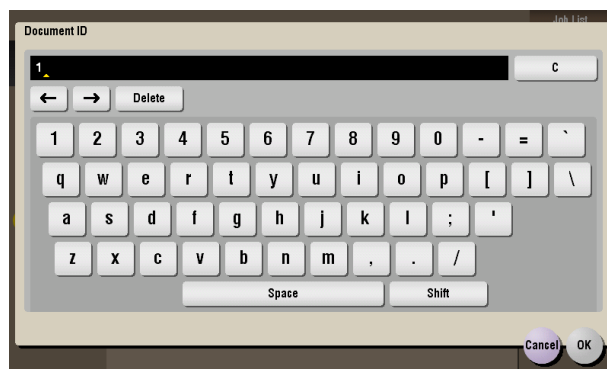 Job List
Document ID
1
C
← → Delete
1 2 3 4 5 6 7 8 9 0 - = `
q w e r t y u i o p [ ] \
a s d f g h j k l ; '
z x c v b n m , . /
Space Shift
Cancel OK